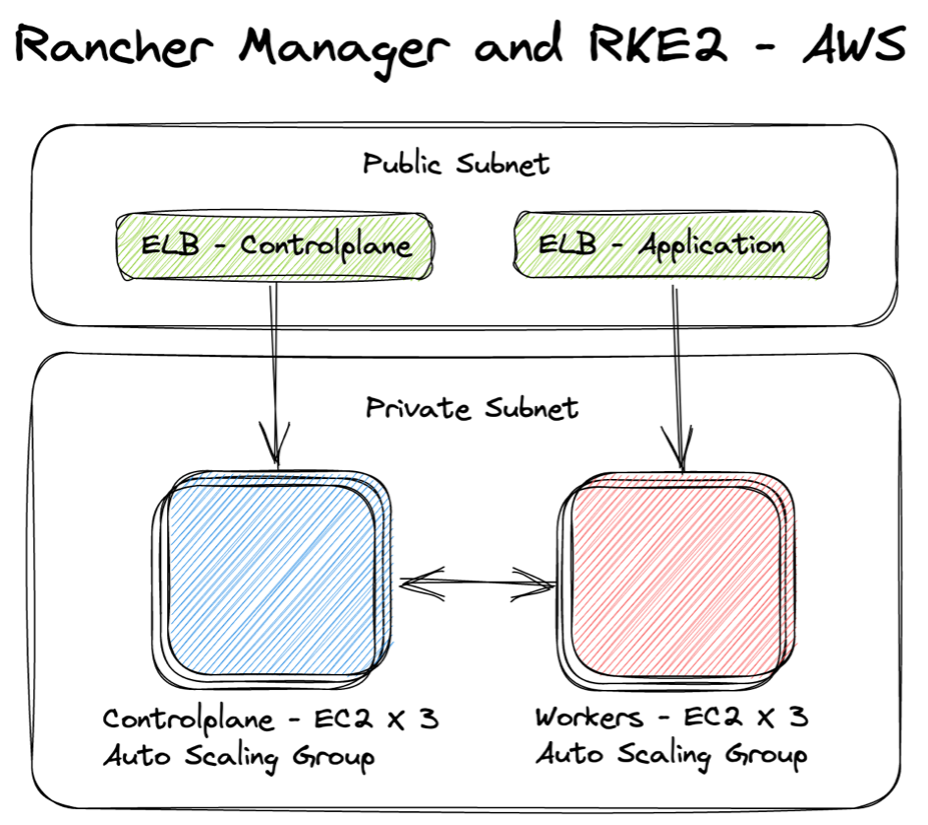 Rancher Manager and RKE2 - AWS
Public Subnet
ELB - Controlplane
ELB - Application
Private Subnet
Controlplane - EC2 X 3
Auto Scaling Group
Workers - EC2 X 3
Auto Scaling Group